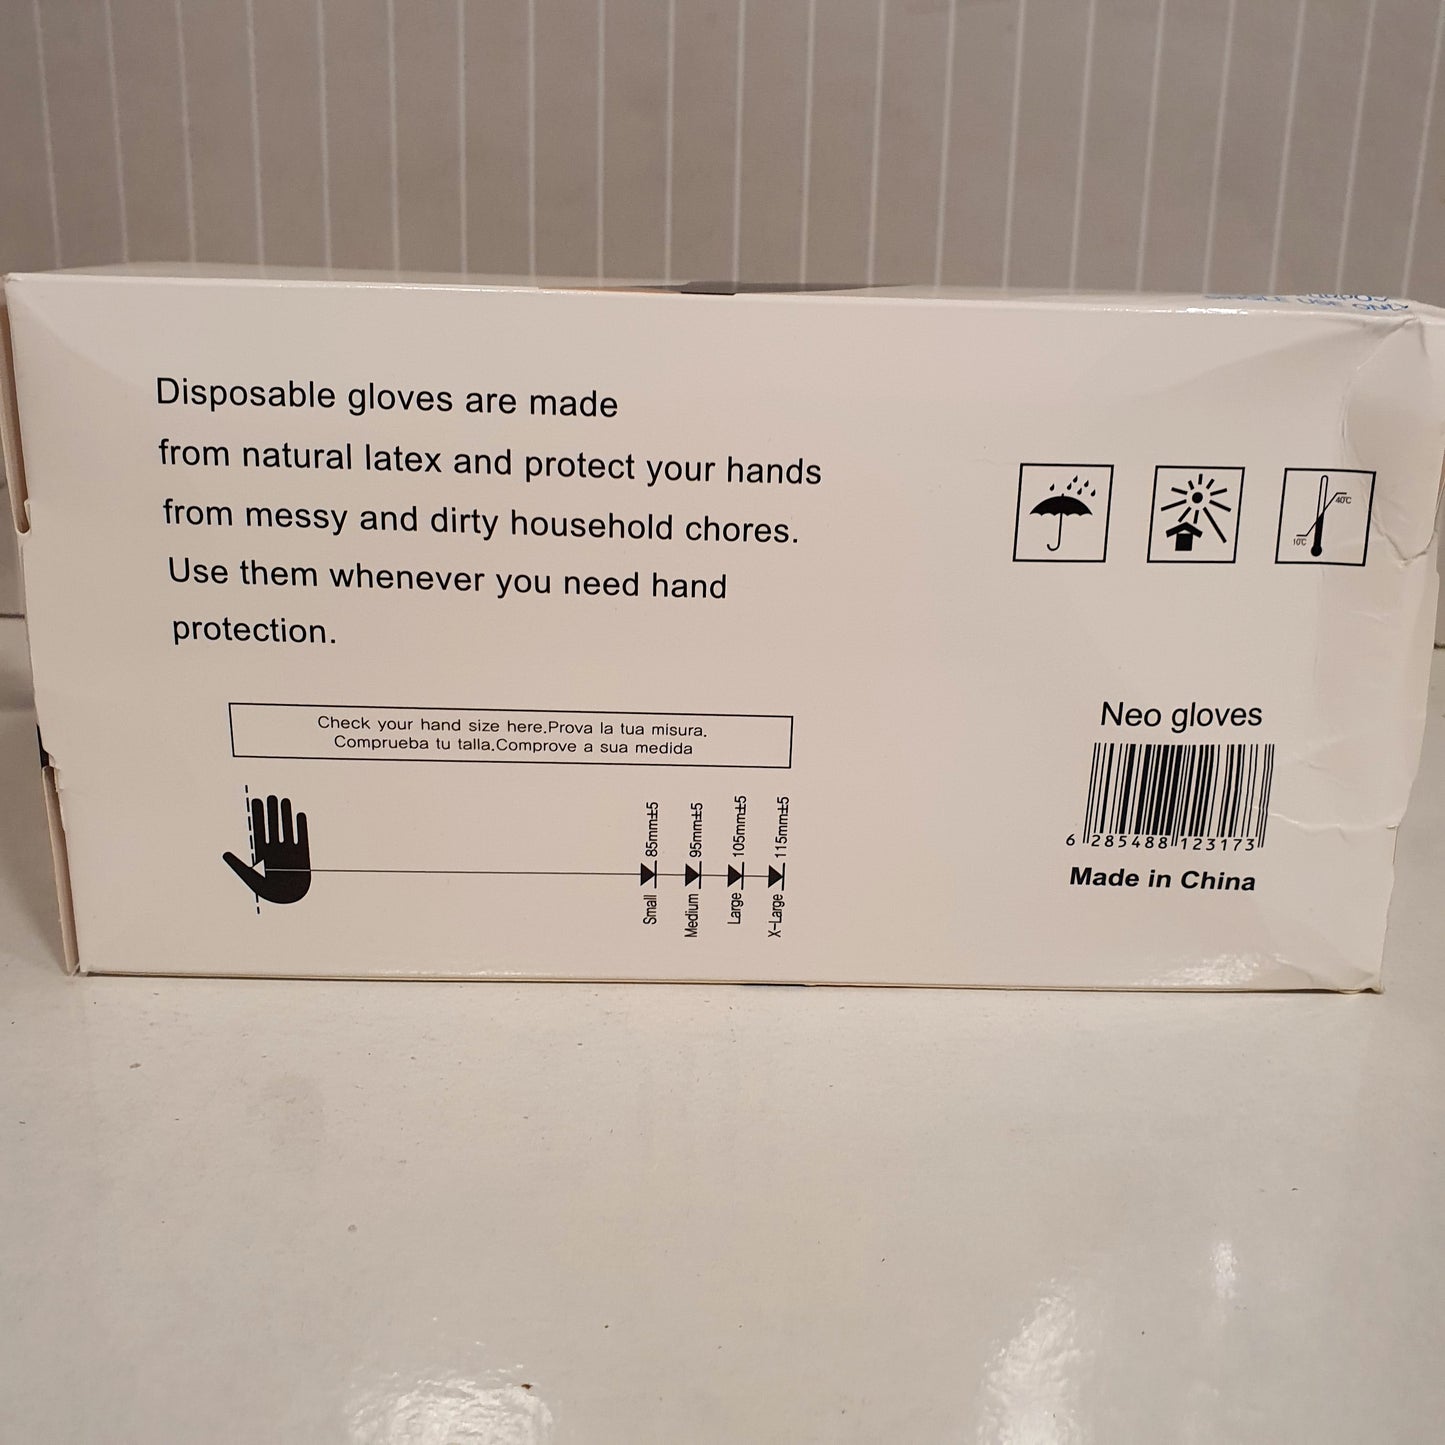 SINGLE USE ONLY
Disposable gloves are made
from natural latex and protect your hands
from messy and dirty household chores.
Use them whenever you need hand
protection.
40°C
10°C
Check your hand size here.Prova la tua misura.
Comprueba tu talla.Comprove a sua medida
Small 85mm±5
Medium 95mm±5
Large 105mm±5
X-Large 115mm±5
Neo gloves
6 285488 123173
Made in China